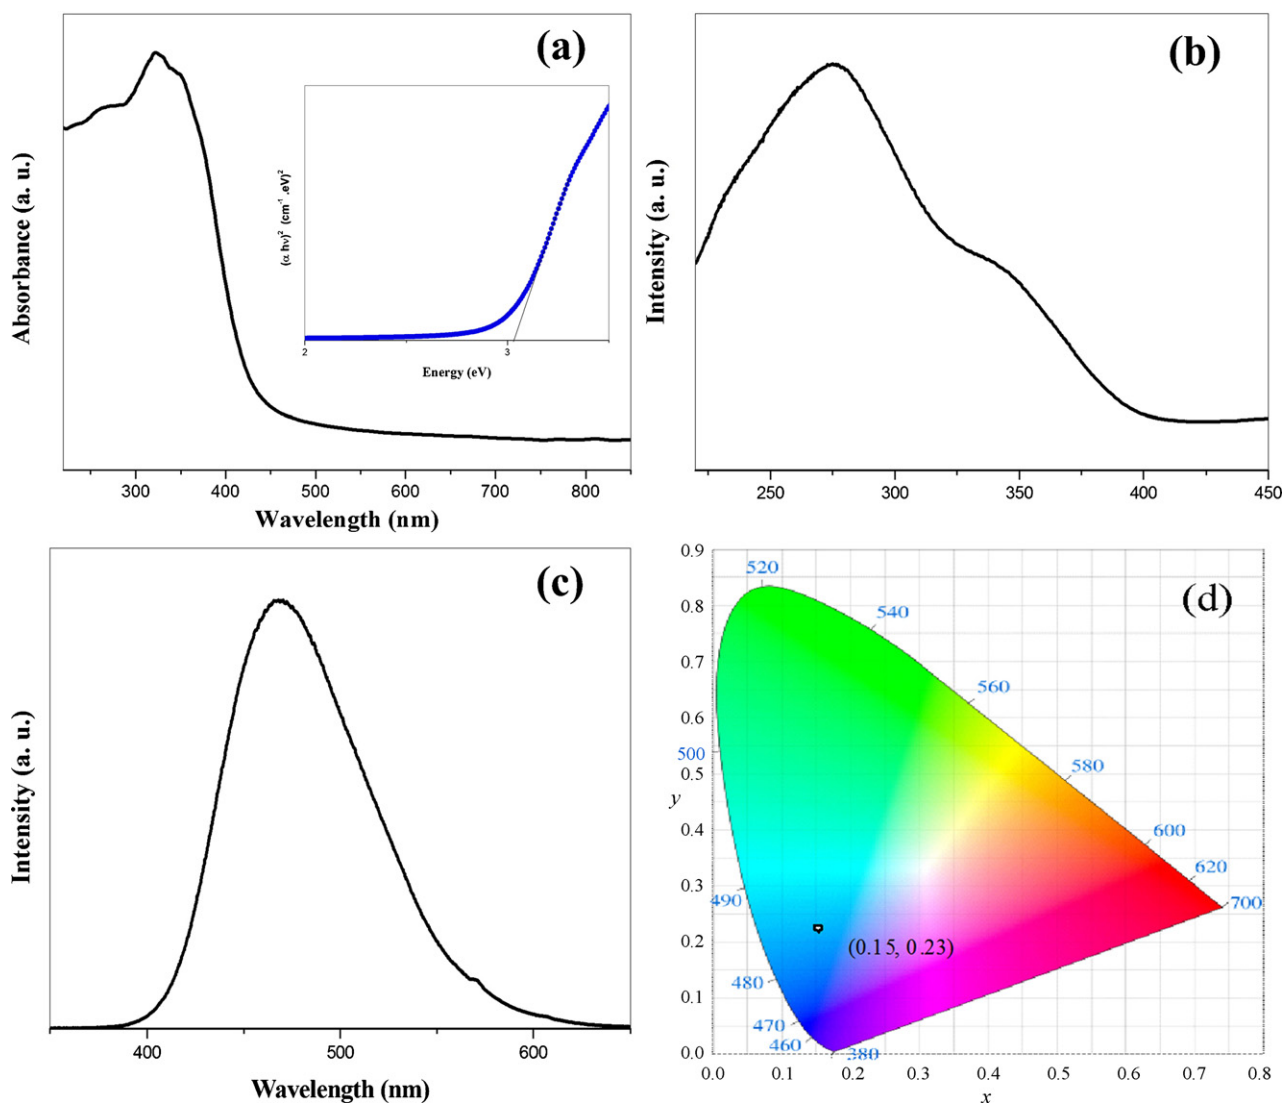 (a)
Absorbance (a. u.)
(α hν)² (cm⁻¹ .eV)²
2 3
Energy (eV)
300 400 500 600 700 800
Wavelength (nm)
(b)
Intensity (a. u.)
250 300 350 400 450
(c)
Intensity (a. u.)
400 500 600
Wavelength (nm)
(d)
0.9
0.8
0.7
0.6
0.5
y
0.4
0.3
0.2
0.1
0.0
520
540
560
500
580
600
620
490
700
(0.15, 0.23)
480
470
460
380
0.0 0.1 0.2 0.3 0.4 0.5 0.6 0.7 0.8
x